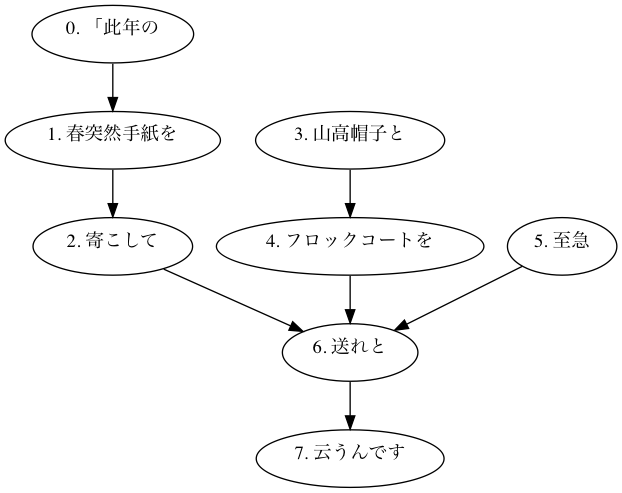 0. 「此年の
1. 春突然手紙を
3. 山高帽子と
2. 寄こして
4. フロックコートを
5. 至急
6. 送れと
7. 云うんです